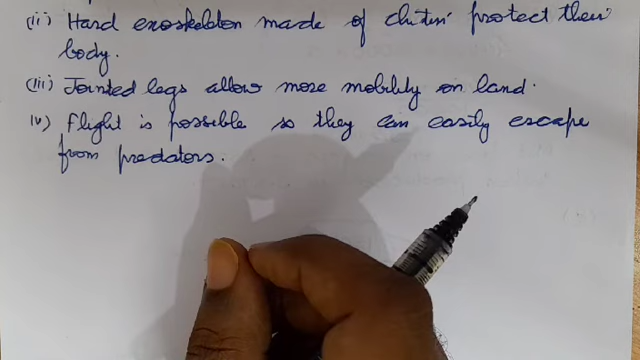 (ii) Hard exoskeleton made of chitin protect their
body.
(iii) Jointed legs allow more mobility on land.
iv) Flight is possible so they can easily escape
from predators.